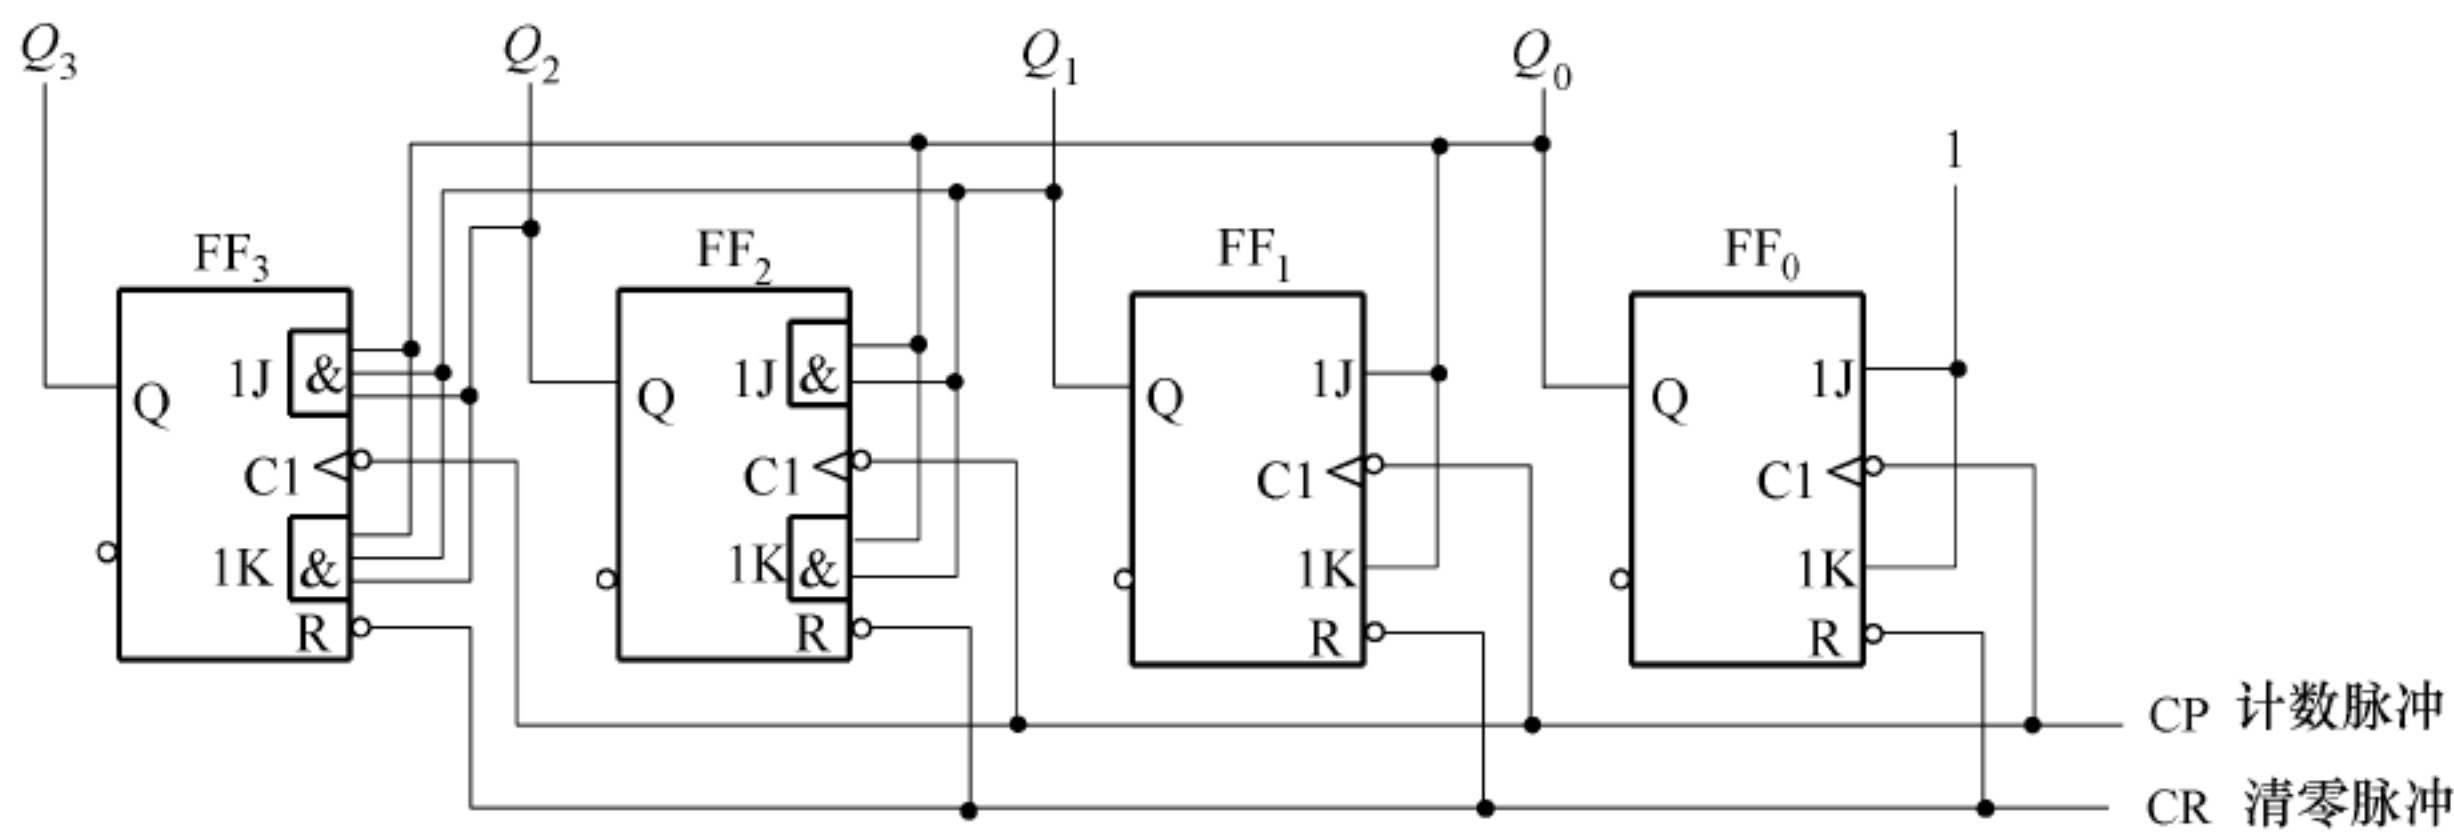 Q3 Q2 Q1 Q0
1
FF3 FF2 FF1 FF0
1J & 1J & 1J 1J
Q Q Q Q
C1 C1 C1 C1
1K & 1K & 1K 1K
R R R R
CP 计数脉冲
CR 清零脉冲